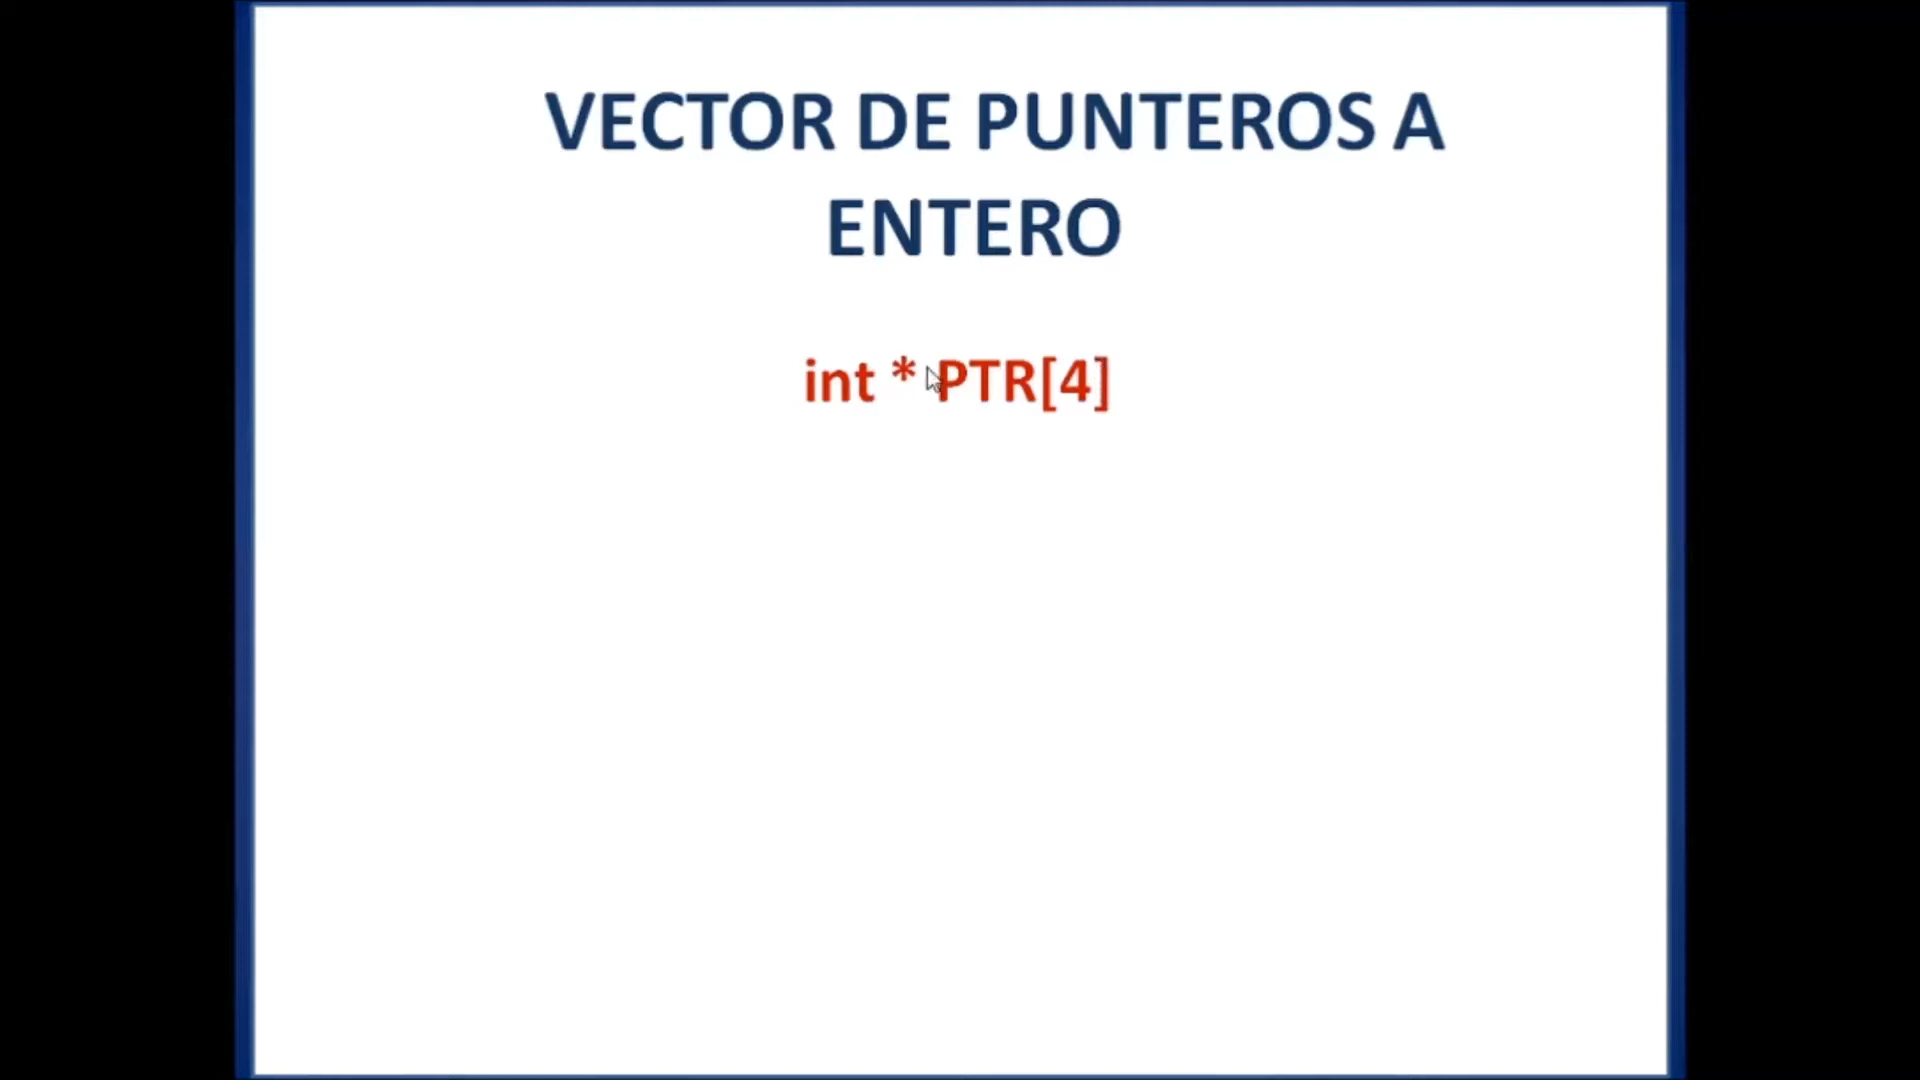 VECTOR DE PUNTEROS A
ENTERO
int * PTR[4]